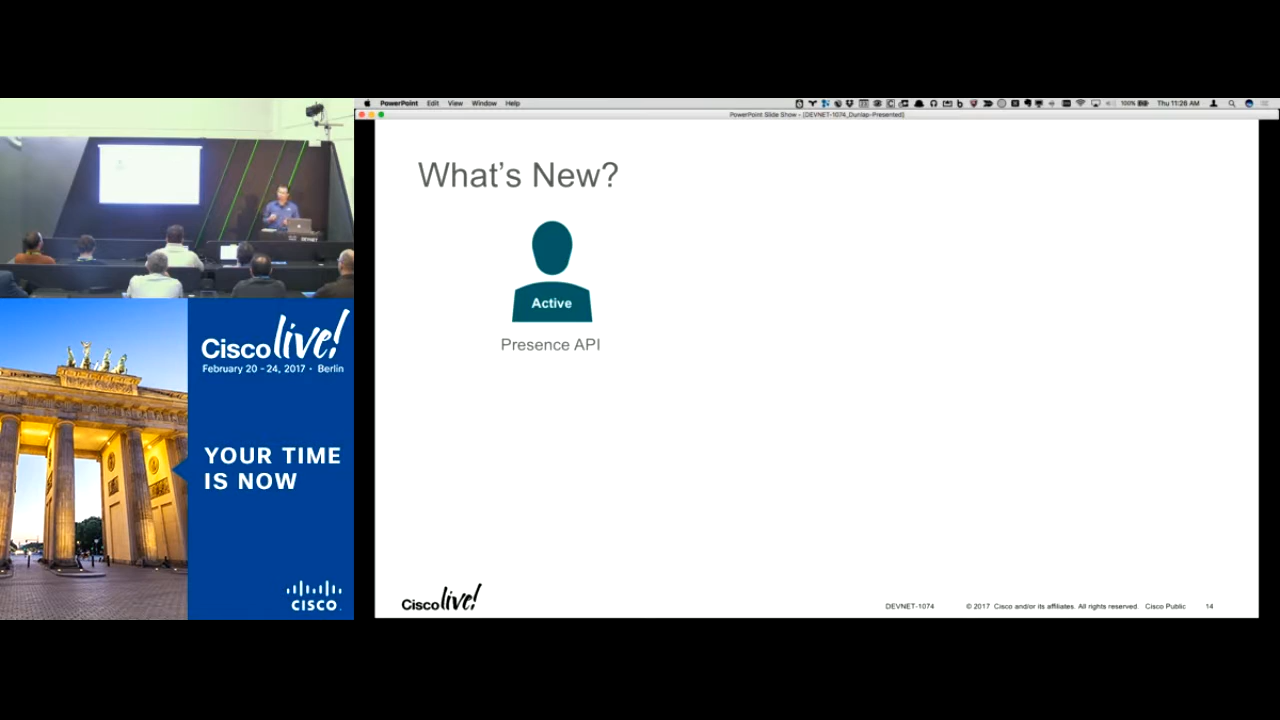 PowerPoint Edit View Window Help
100% Thu 11:26 AM
PowerPoint Slide Show - [DEVNET-1074_Dunlap-Presented]
What's New?
Active
Presence API
Cisco live!
DEVNET-1074 © 2017 Cisco and/or its affiliates. All rights reserved. Cisco Public 14
DEVNET
Cisco live!
February 20 - 24, 2017 · Berlin
YOUR TIME
IS NOW
CISCO